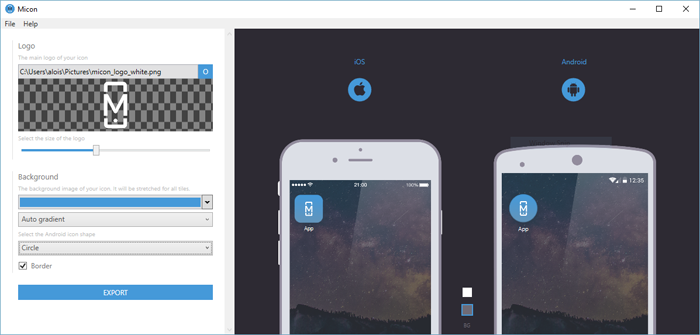 Micon
File Help
Logo
The main logo of your icon
C:\Users\alois\Pictures\micon_logo_white.png
O
M
Select the size of the logo
Background
The background image of your icon. It will be stretched for all tiles.
Auto gradient
Select the Android icon shape
Circle
Border
EXPORT
iOS
Android
21:00
100%
M
App
12:35
M
App
BG